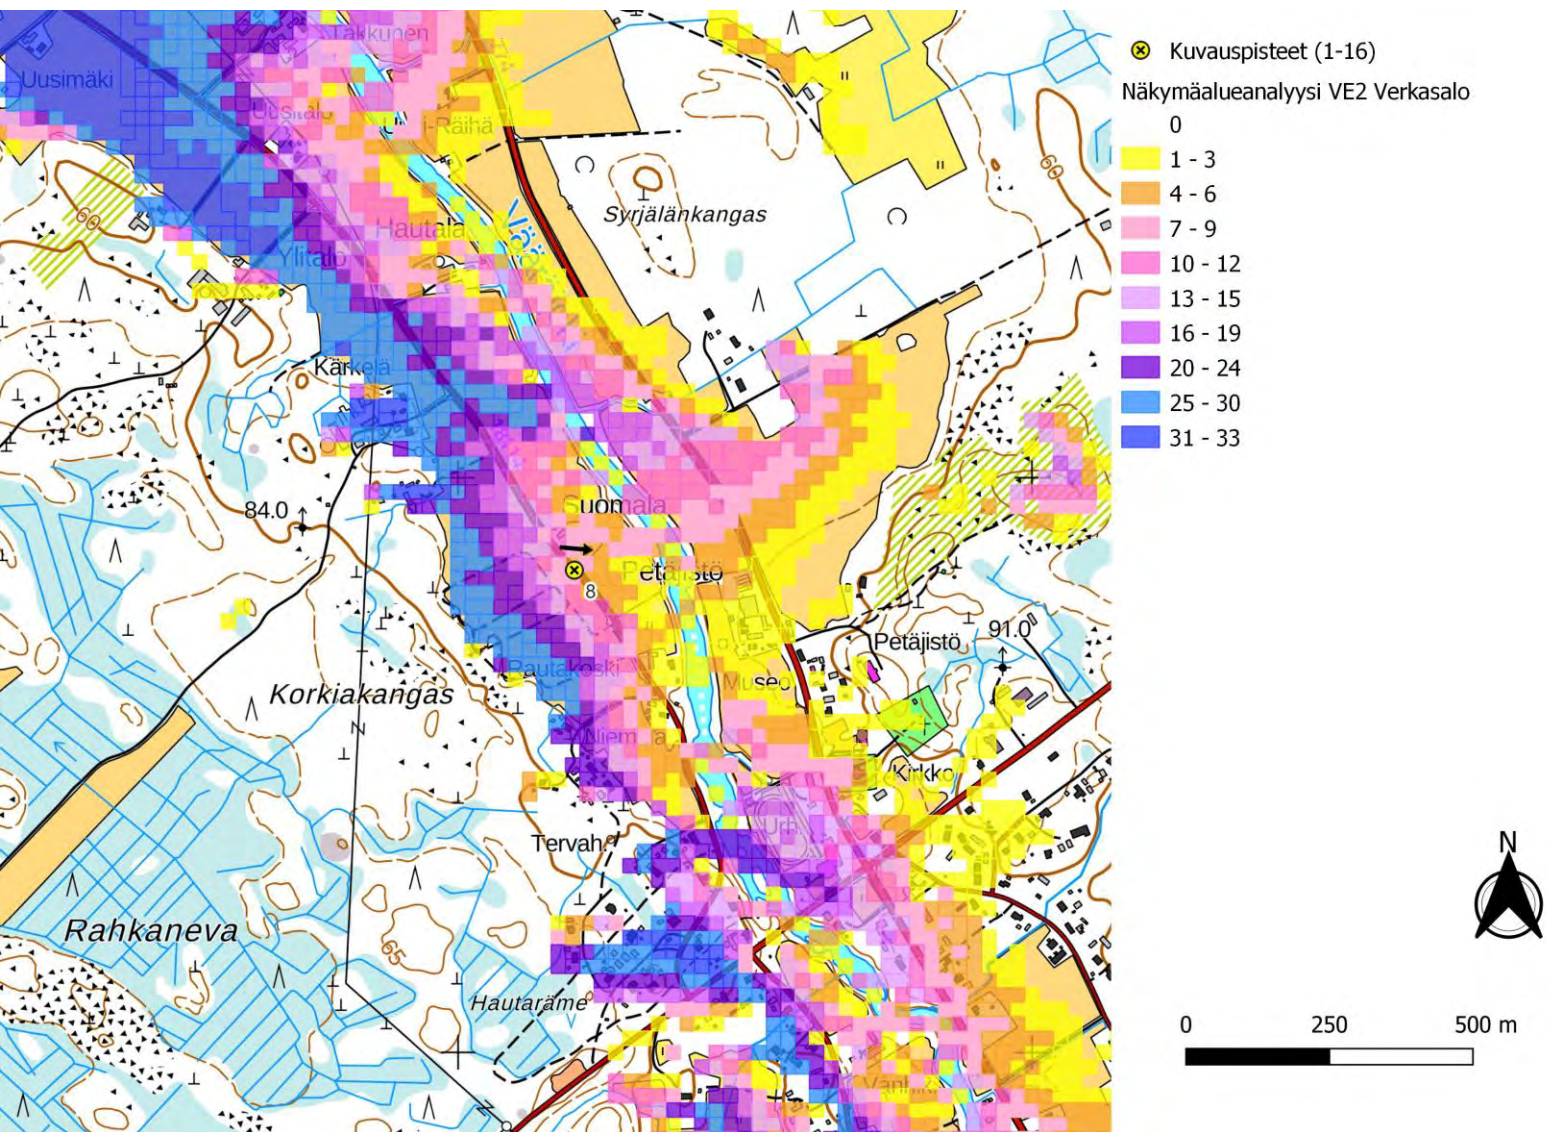 Takkunen
Uusimäki
Uusitalo
Syrjälänkangas
60
60
Hautala
Ylitalo
Kärkelä
84.0
Suomala
8
Petäjistö
Petäjistö
91.0
Rautakoski
Museo
Korkiakangas
Kirkko
Tervah.
Rahkaneva
65
Hautaräme
Kuvauspisteet (1-16)
Näkymäalueanalyysi VE2 Verkasalo
0
1 - 3
4 - 6
7 - 9
10 - 12
13 - 15
16 - 19
20 - 24
25 - 30
31 - 33
N
0 250 500 m